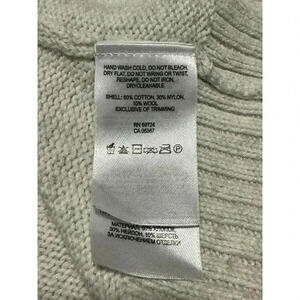 HAND WASH COLD, DO NOT BLEACH,
DRY FLAT, DO NOT WRING OR TWIST,
RESHAPE, DO NOT IRON,
DRYCLEANABLE
SHELL: 60% COTTON, 30% NYLON,
10% WOOL
EXCLUSIVE OF TRIMMING
RN 69724
CA 05367
МАТЕРИАЛ: 60% ХЛОПОК,
30% НЕЙЛОН, 10% ШЕРСТЬ
ЗА ИСКЛЮЧЕНИЕМ ОТДЕЛКИ